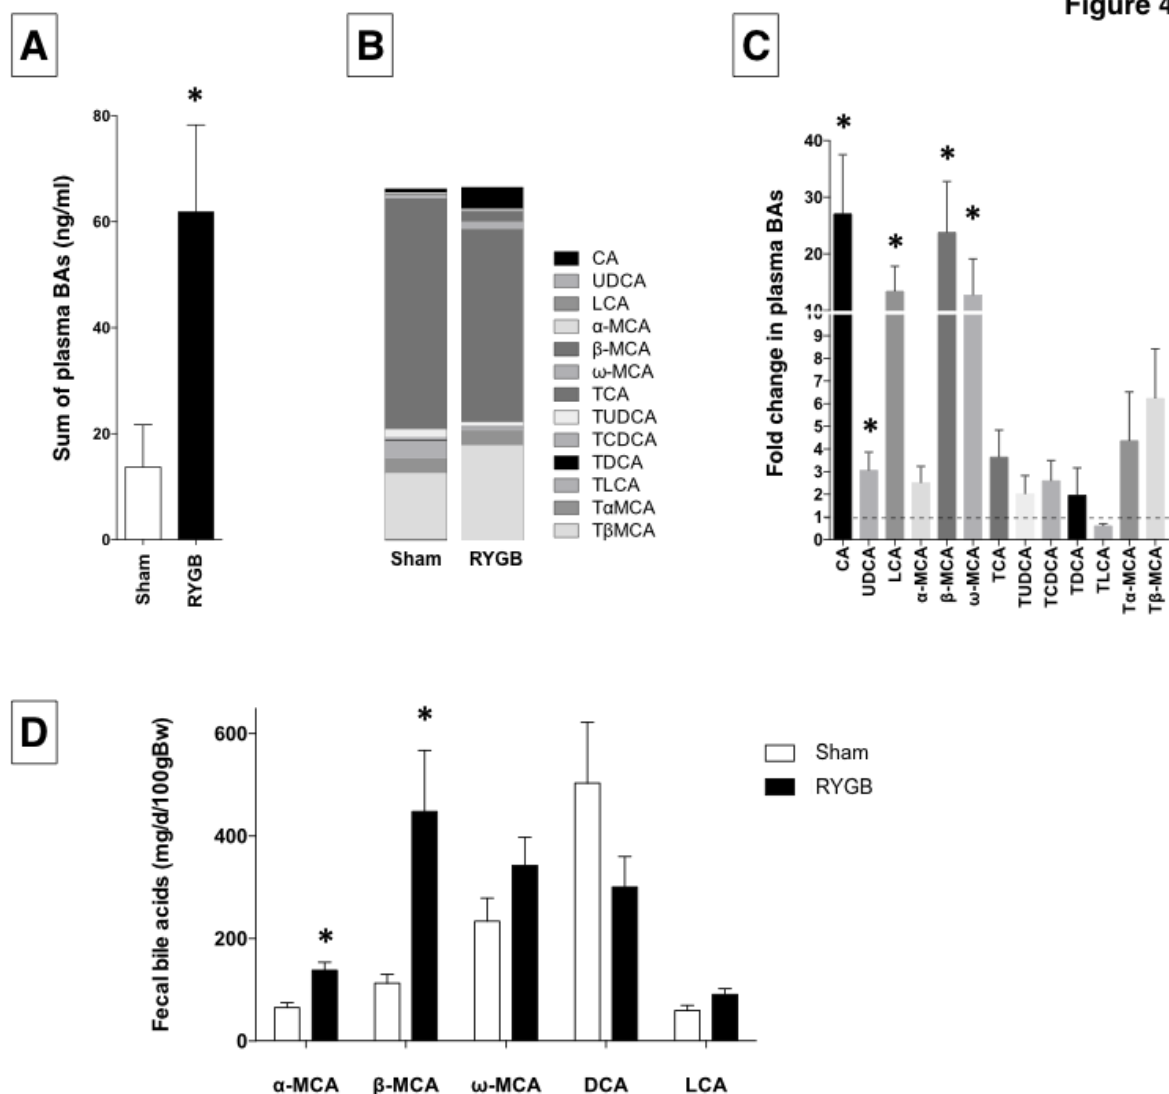 Figure 4
A
B
C
*
80
60
40
20
0
Sum of plasma BAs (ng/ml)
Sham
RYGB
Sham
RYGB
CA
UDCA
LCA
α-MCA
β-MCA
ω-MCA
TCA
TUDCA
TCDCA
TDCA
TLCA
TαMCA
TβMCA
Fold change in plasma BAs
40
30
20
10
9
8
7
6
5
4
3
2
1
0
*
*
*
*
*
CA
UDCA
LCA
α-MCA
β-MCA
ω-MCA
TCA
TUDCA
TCDCA
TDCA
TLCA
Tα-MCA
Tβ-MCA
D
Fecal bile acids (mg/d/100gBw)
600
400
200
0
*
*
α-MCA
β-MCA
ω-MCA
DCA
LCA
Sham
RYGB